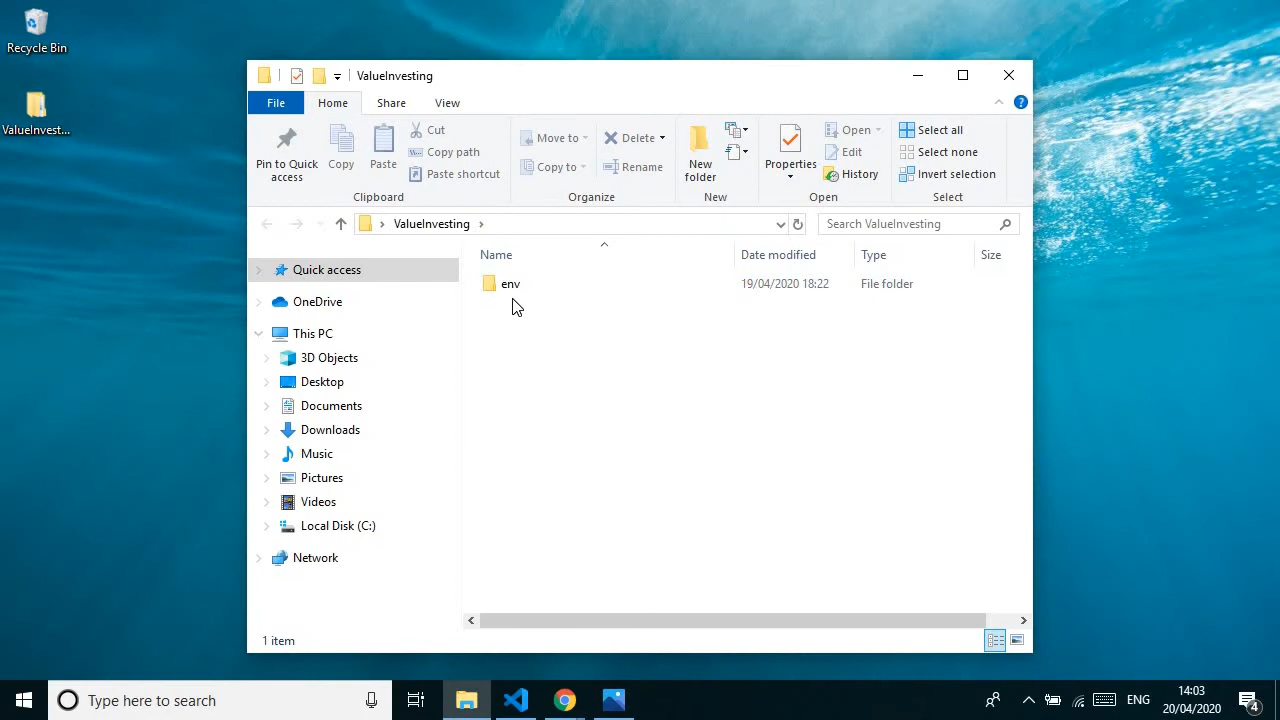 Recycle Bin
ValueInvest...
ValueInvesting
File
Home
Share
View
Pin to Quick
access
Copy
Paste
Cut
Copy path
Paste shortcut
Clipboard
Move to
Copy to
Delete
Rename
Organize
New
folder
New
Properties
Open
Edit
History
Open
Select all
Select none
Invert selection
Select
ValueInvesting
Search ValueInvesting
Name
Date modified
Type
Size
env
19/04/2020 18:22
File folder
Quick access
OneDrive
This PC
3D Objects
Desktop
Documents
Downloads
Music
Pictures
Videos
Local Disk (C:)
Network
1 item
Type here to search
ENG
14:03
20/04/2020
4